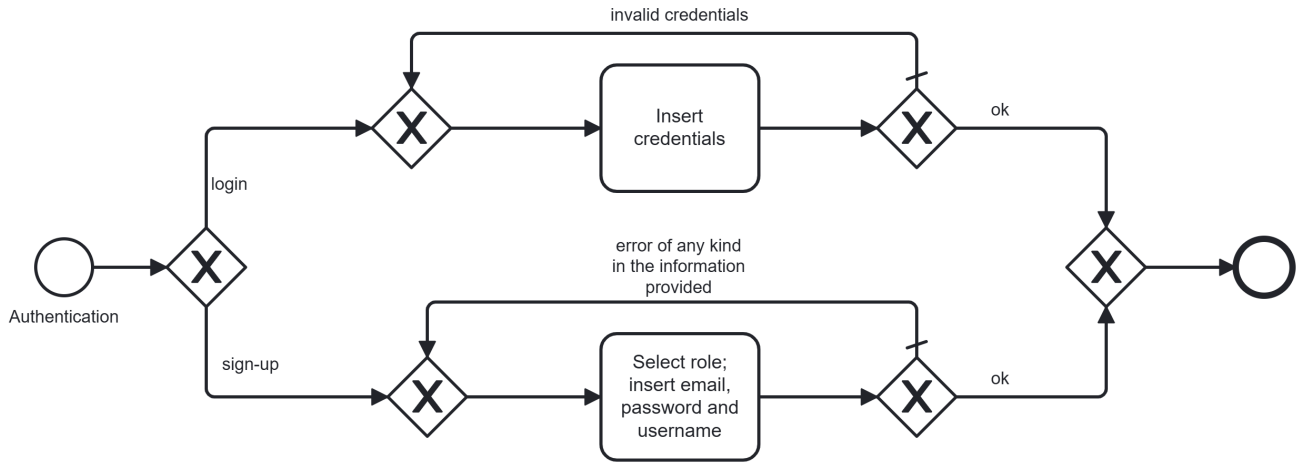 invalid credentials
Insert
credentials
ok
login
Authentication
error of any kind
in the information
provided
sign-up
Select role;
insert email,
password and
username
ok